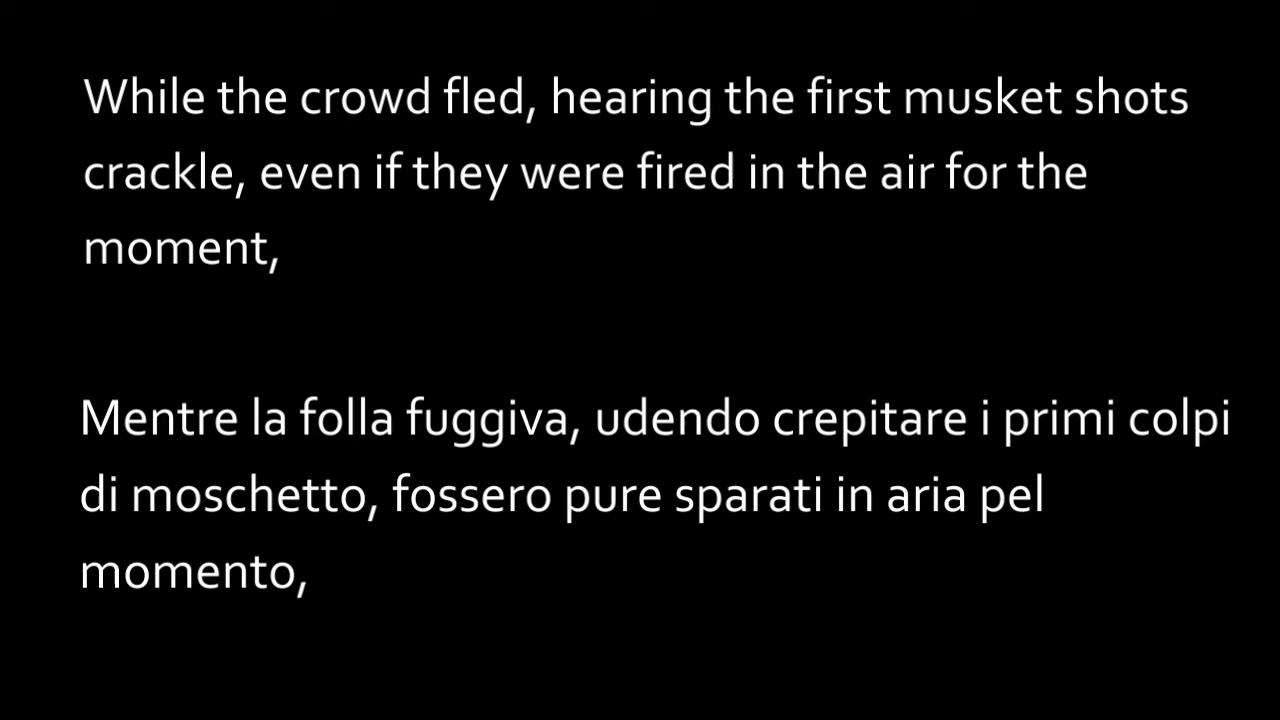 While the crowd fled, hearing the first musket shots
crackle, even if they were fired in the air for the
moment,
Mentre la folla fuggiva, udendo crepitare i primi colpi
di moschetto, fossero pure sparati in aria pel
momento,